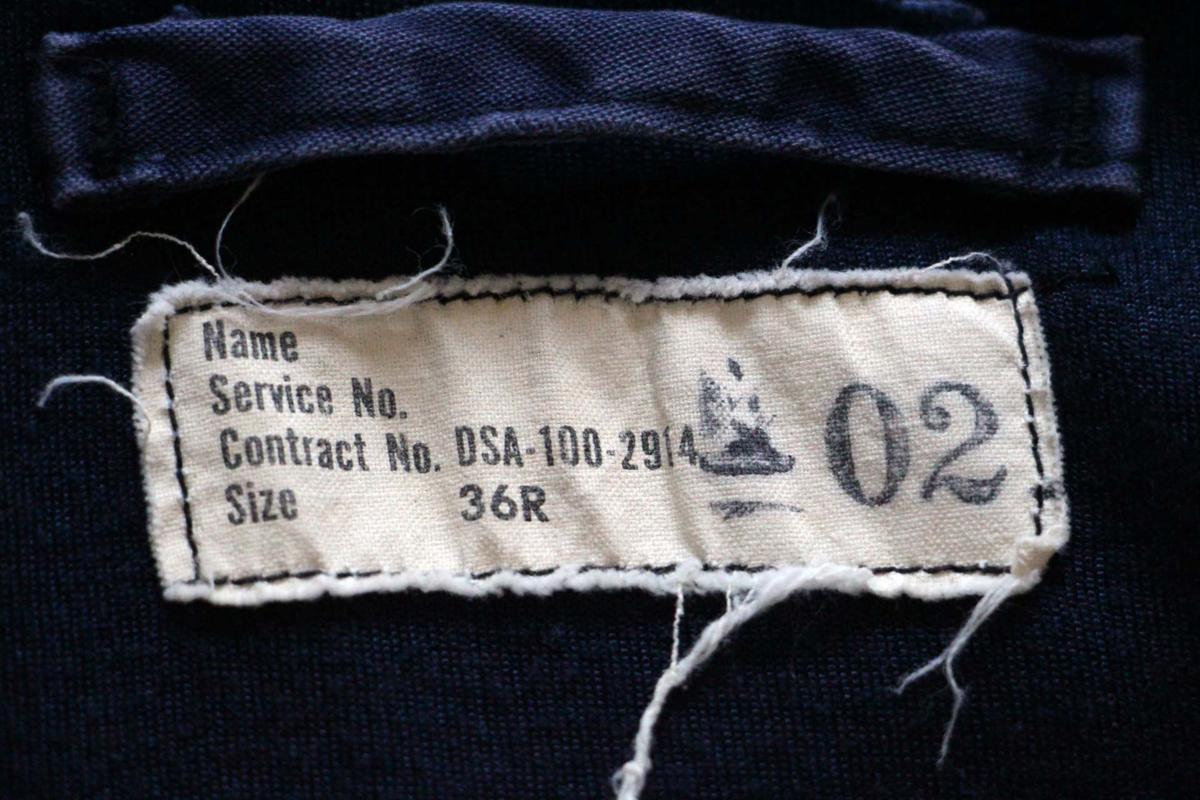 Name
Service No.
Contract No. DSA-100-2914
Size 36R
02